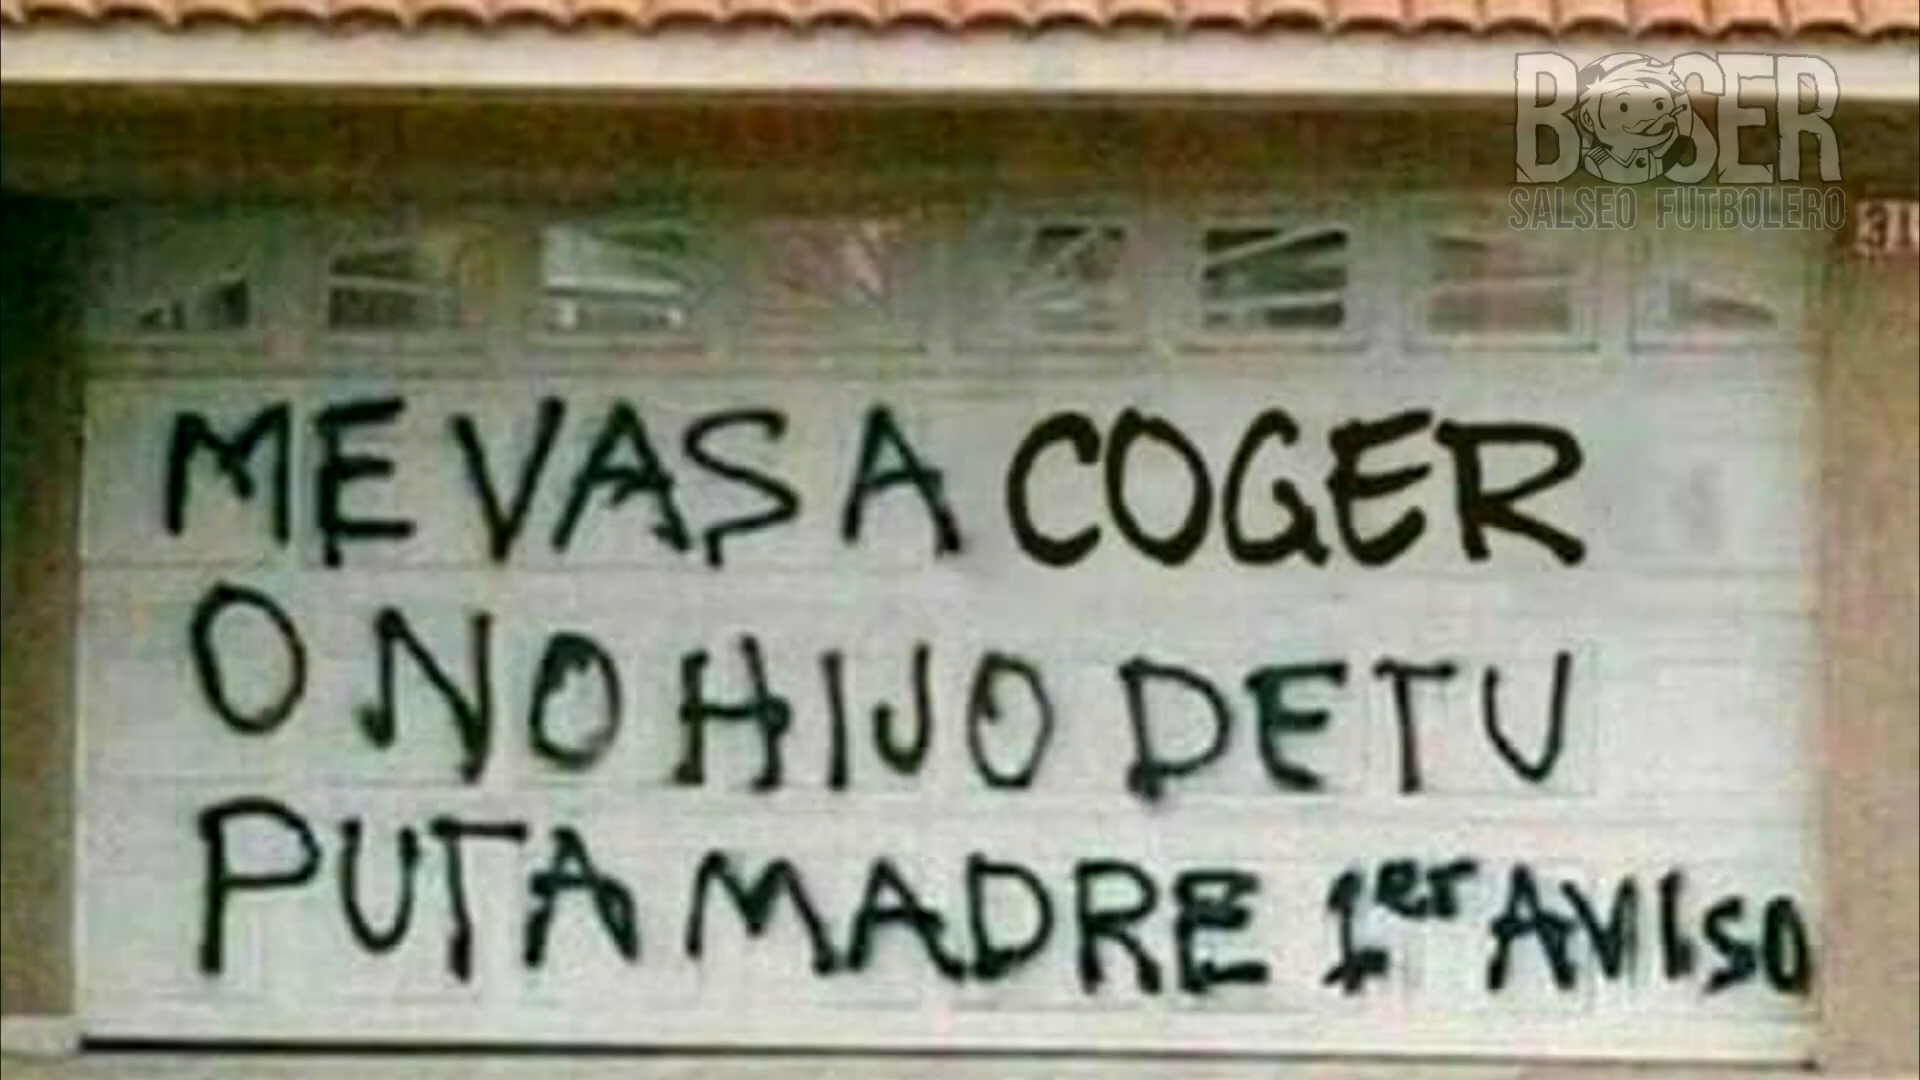 BOSER
SALSEO FUTBOLERO
ME VAS A COGER
O NO HIJO DE TU
PUTA MADRE 1er AVISO